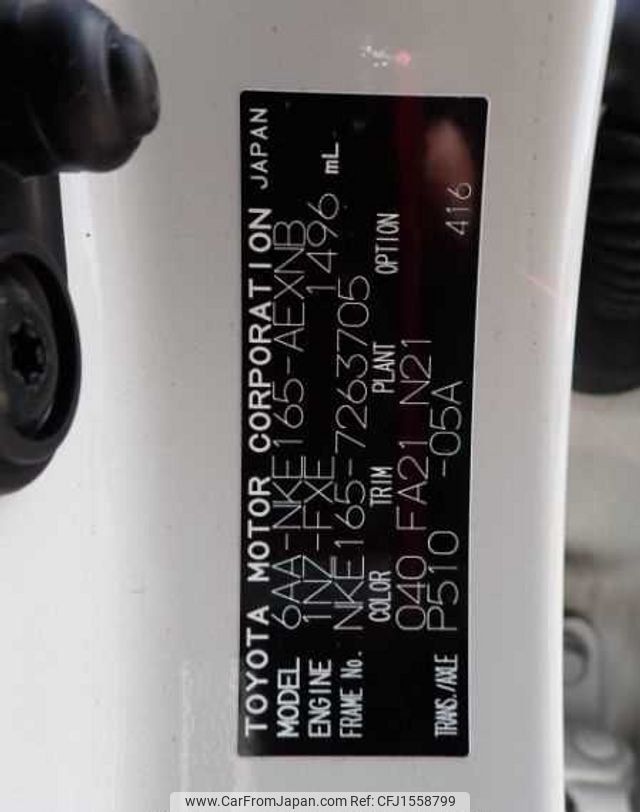 TOYOTA MOTOR CORPORATION JAPAN
MODEL 6AA-NKE165-AEXNB
ENGINE 1NZ-FXE 1496 mL
FRAME No. NKE165-7263705
COLOR TRIM PLANT OPTION
040 FA21 N21
TRANS./AXLE P510 -05A 416
www.CarFromJapan.com Ref:CFJ1558799